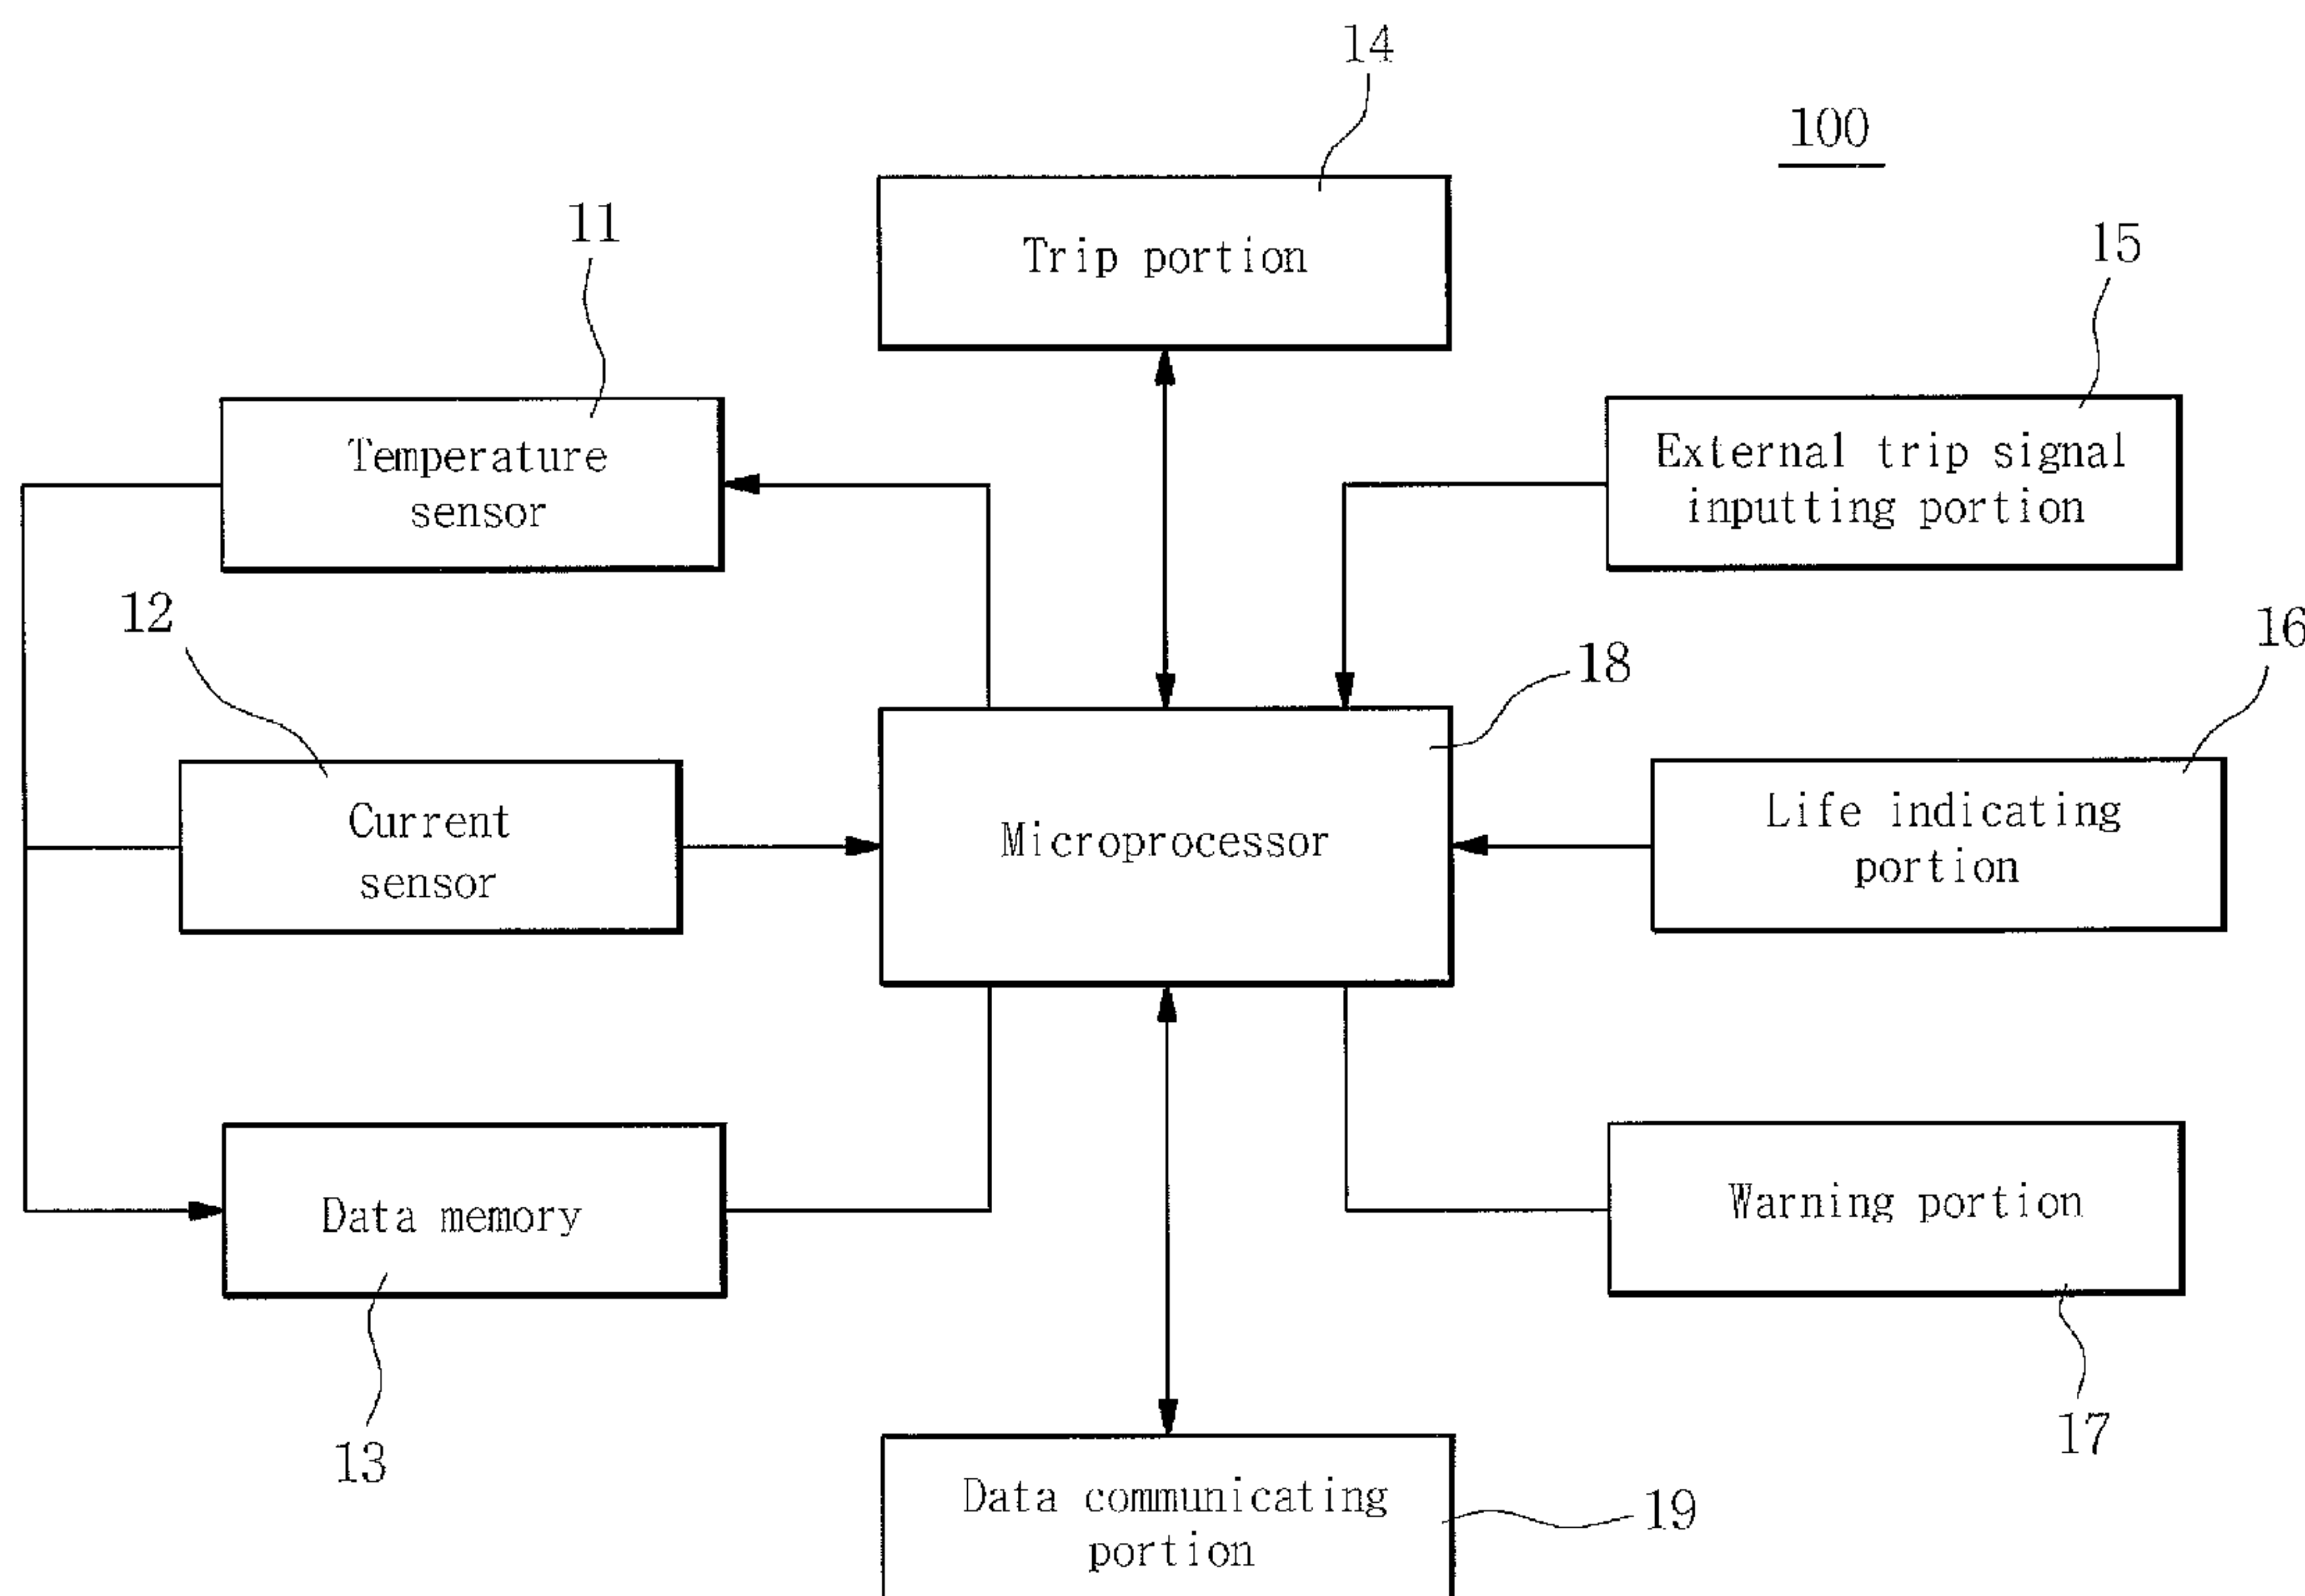 14
100
11
Trip portion
15
Temperature
sensor
External trip signal
inputting portion
12
18
16
Current
sensor
Microprocessor
Life indicating
portion
Data memory
Warning portion
13
17
Data communicating
portion
19